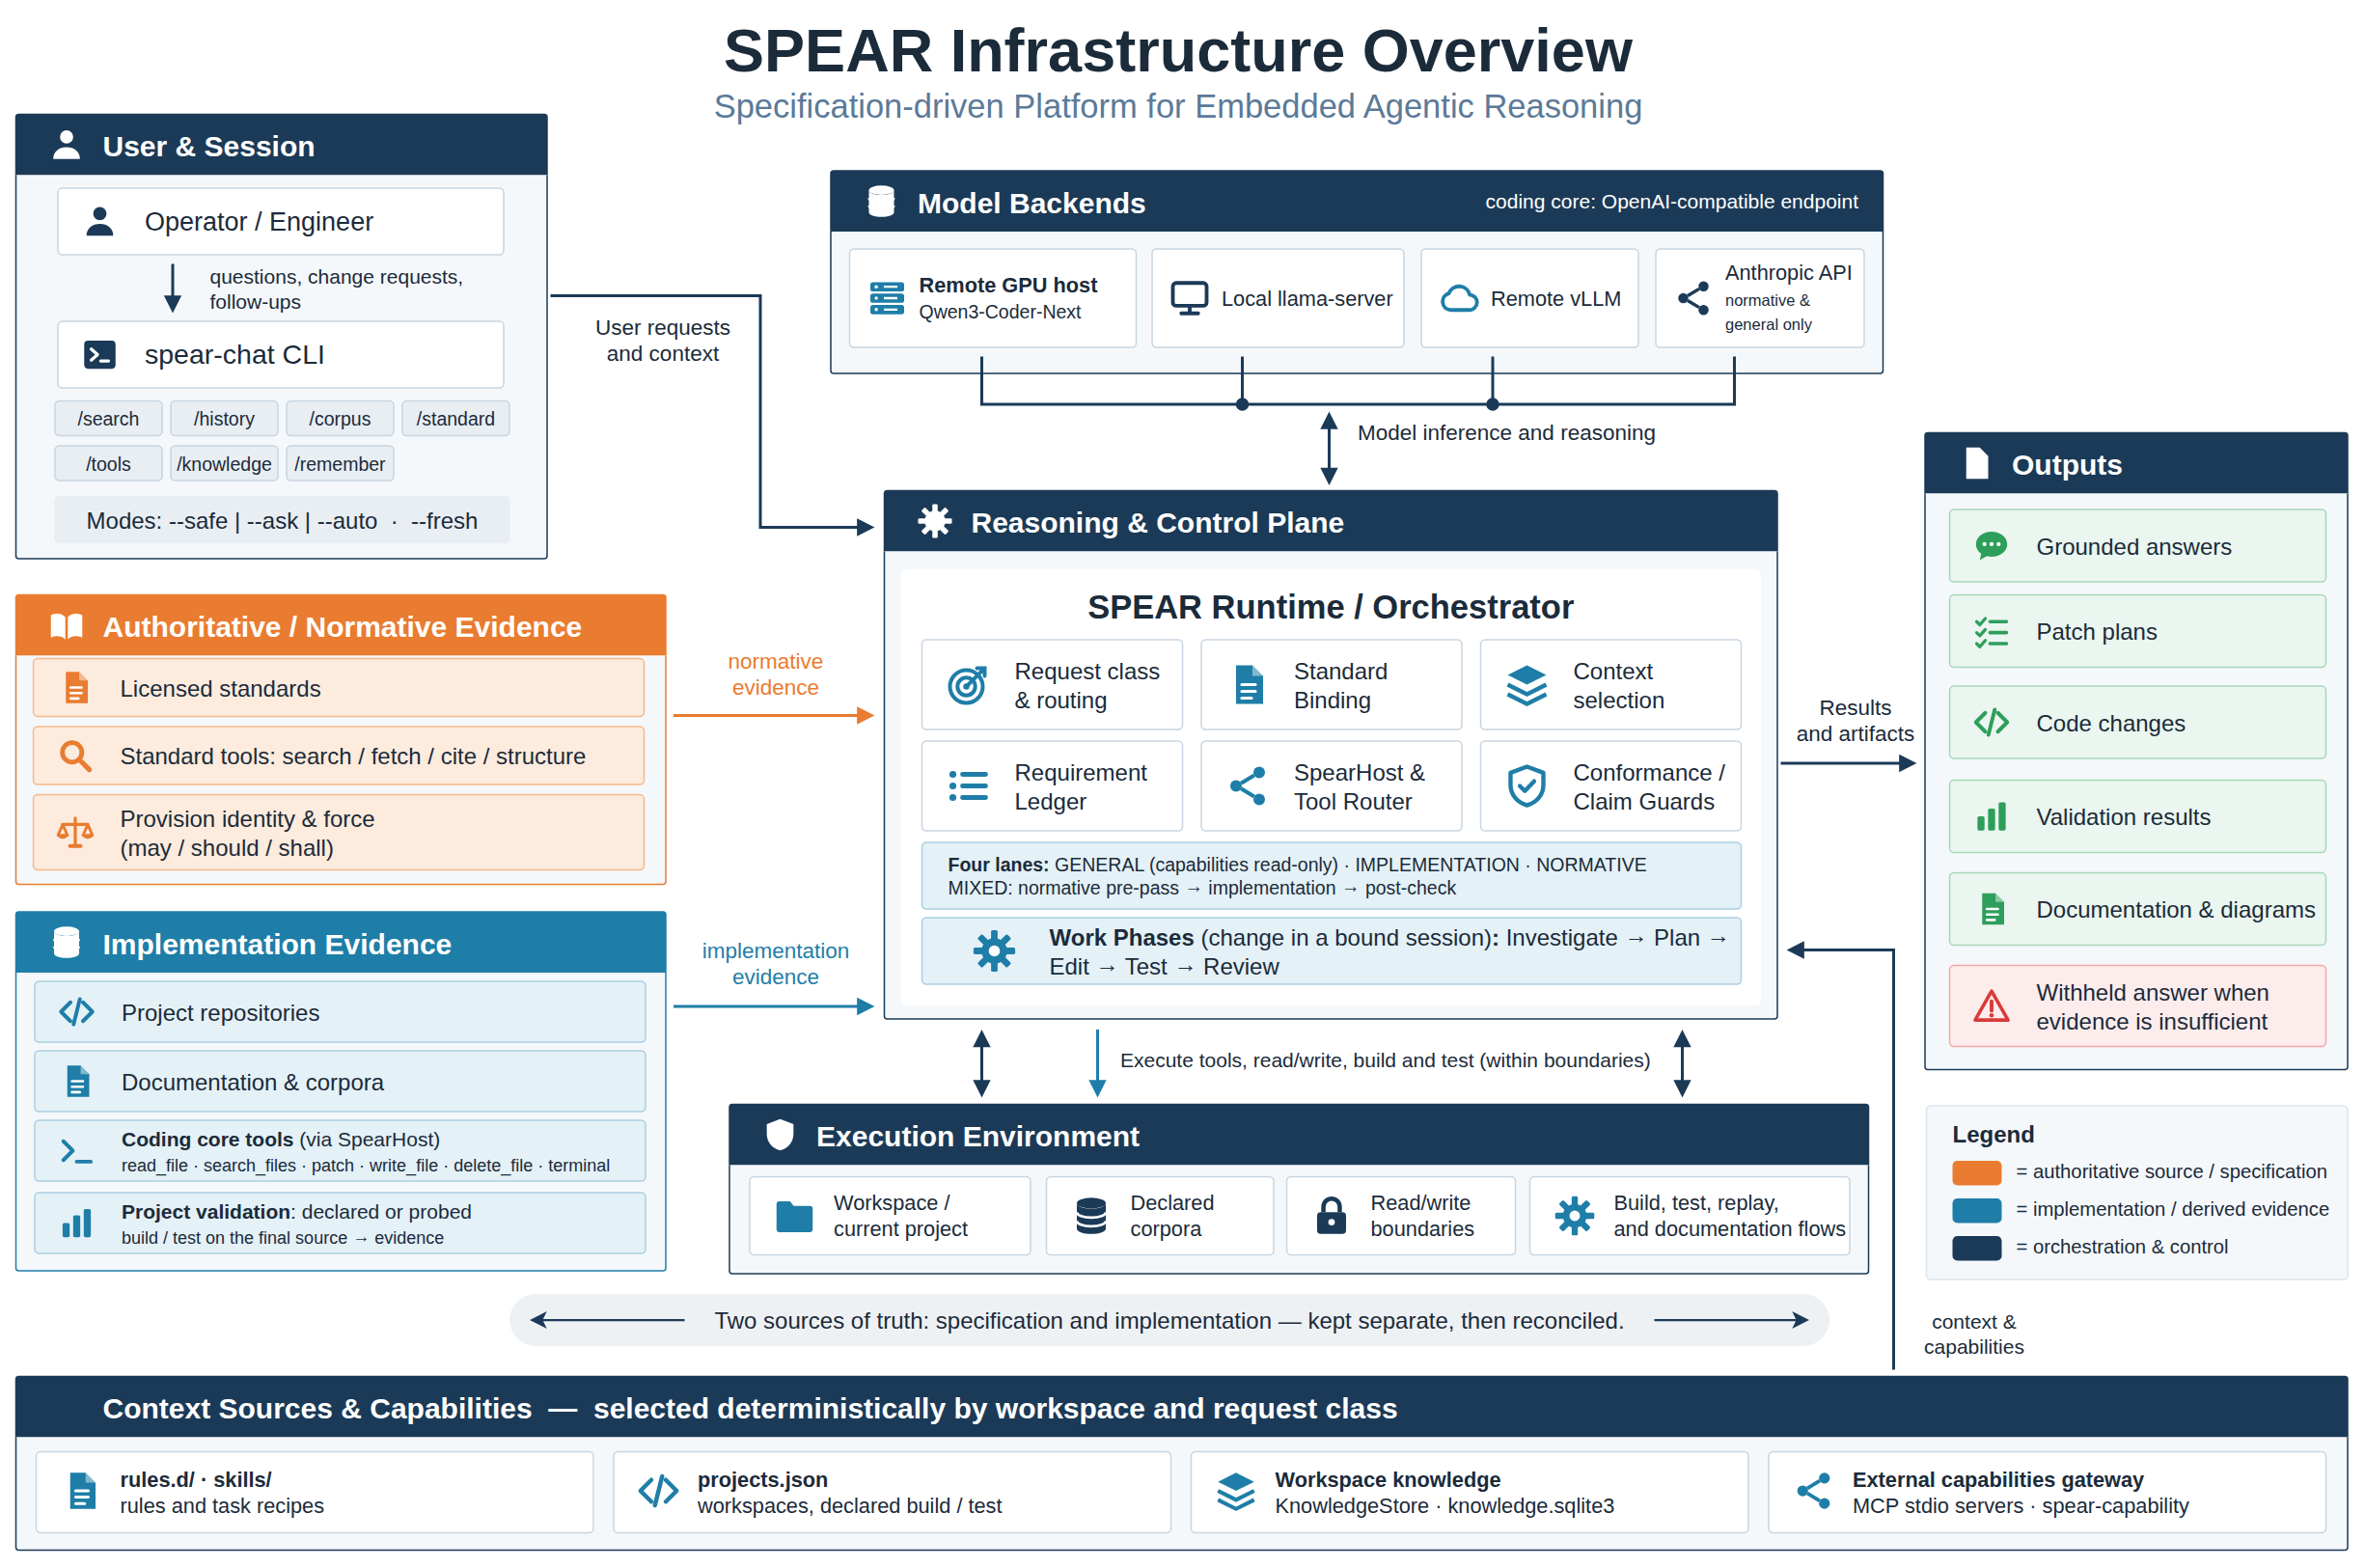 SPEAR Infrastructure Overview
Specification-driven Platform for Embedded Agentic Reasoning
User & Session
Operator / Engineer
questions, change requests,
follow-ups
spear-chat CLI
/search
/history
/corpus
/standard
/tools
/knowledge
/remember
Modes: --safe | --ask | --auto · --fresh
User requests
and context
Model Backends
coding core: OpenAI-compatible endpoint
Remote GPU host
Qwen3-Coder-Next
Local llama-server
Remote vLLM
Anthropic API
normative &
general only
Model inference and reasoning
Authoritative / Normative Evidence
Licensed standards
Standard tools: search / fetch / cite / structure
Provision identity & force
(may / should / shall)
normative
evidence
Implementation Evidence
Project repositories
Documentation & corpora
Coding core tools (via SpearHost)
read_file · search_files · patch · write_file · delete_file · terminal
Project validation: declared or probed
build / test on the final source → evidence
implementation
evidence
Reasoning & Control Plane
SPEAR Runtime / Orchestrator
Request class
& routing
Standard
Binding
Context
selection
Requirement
Ledger
SpearHost &
Tool Router
Conformance /
Claim Guards
Four lanes: GENERAL (capabilities read-only) · IMPLEMENTATION · NORMATIVE
MIXED: normative pre-pass → implementation → post-check
Work Phases (change in a bound session): Investigate → Plan →
Edit → Test → Review
Execute tools, read/write, build and test (within boundaries)
Execution Environment
Workspace /
current project
Declared
corpora
Read/write
boundaries
Build, test, replay,
and documentation flows
Results
and artifacts
Outputs
Grounded answers
Patch plans
Code changes
Validation results
Documentation & diagrams
Withheld answer when
evidence is insufficient
Legend
= authoritative source / specification
= implementation / derived evidence
= orchestration & control
Two sources of truth: specification and implementation — kept separate, then reconciled.
context &
capabilities
Context Sources & Capabilities — selected deterministically by workspace and request class
rules.d/ · skills/
rules and task recipes
projects.json
workspaces, declared build / test
Workspace knowledge
KnowledgeStore · knowledge.sqlite3
External capabilities gateway
MCP stdio servers · spear-capability